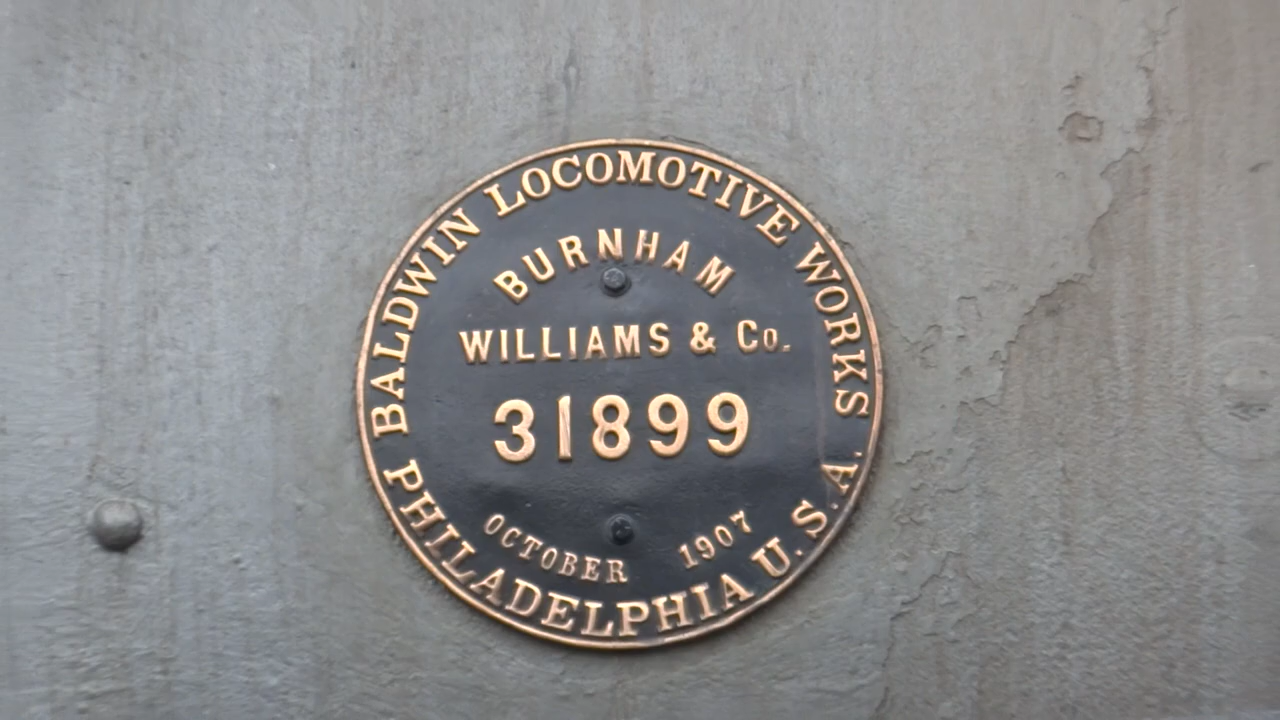 BALDWIN LOCOMOTIVE WORKS
BURNHAM
WILLIAMS & Co.
31899
OCTOBER 1907
PHILADELPHIA U.S.A.